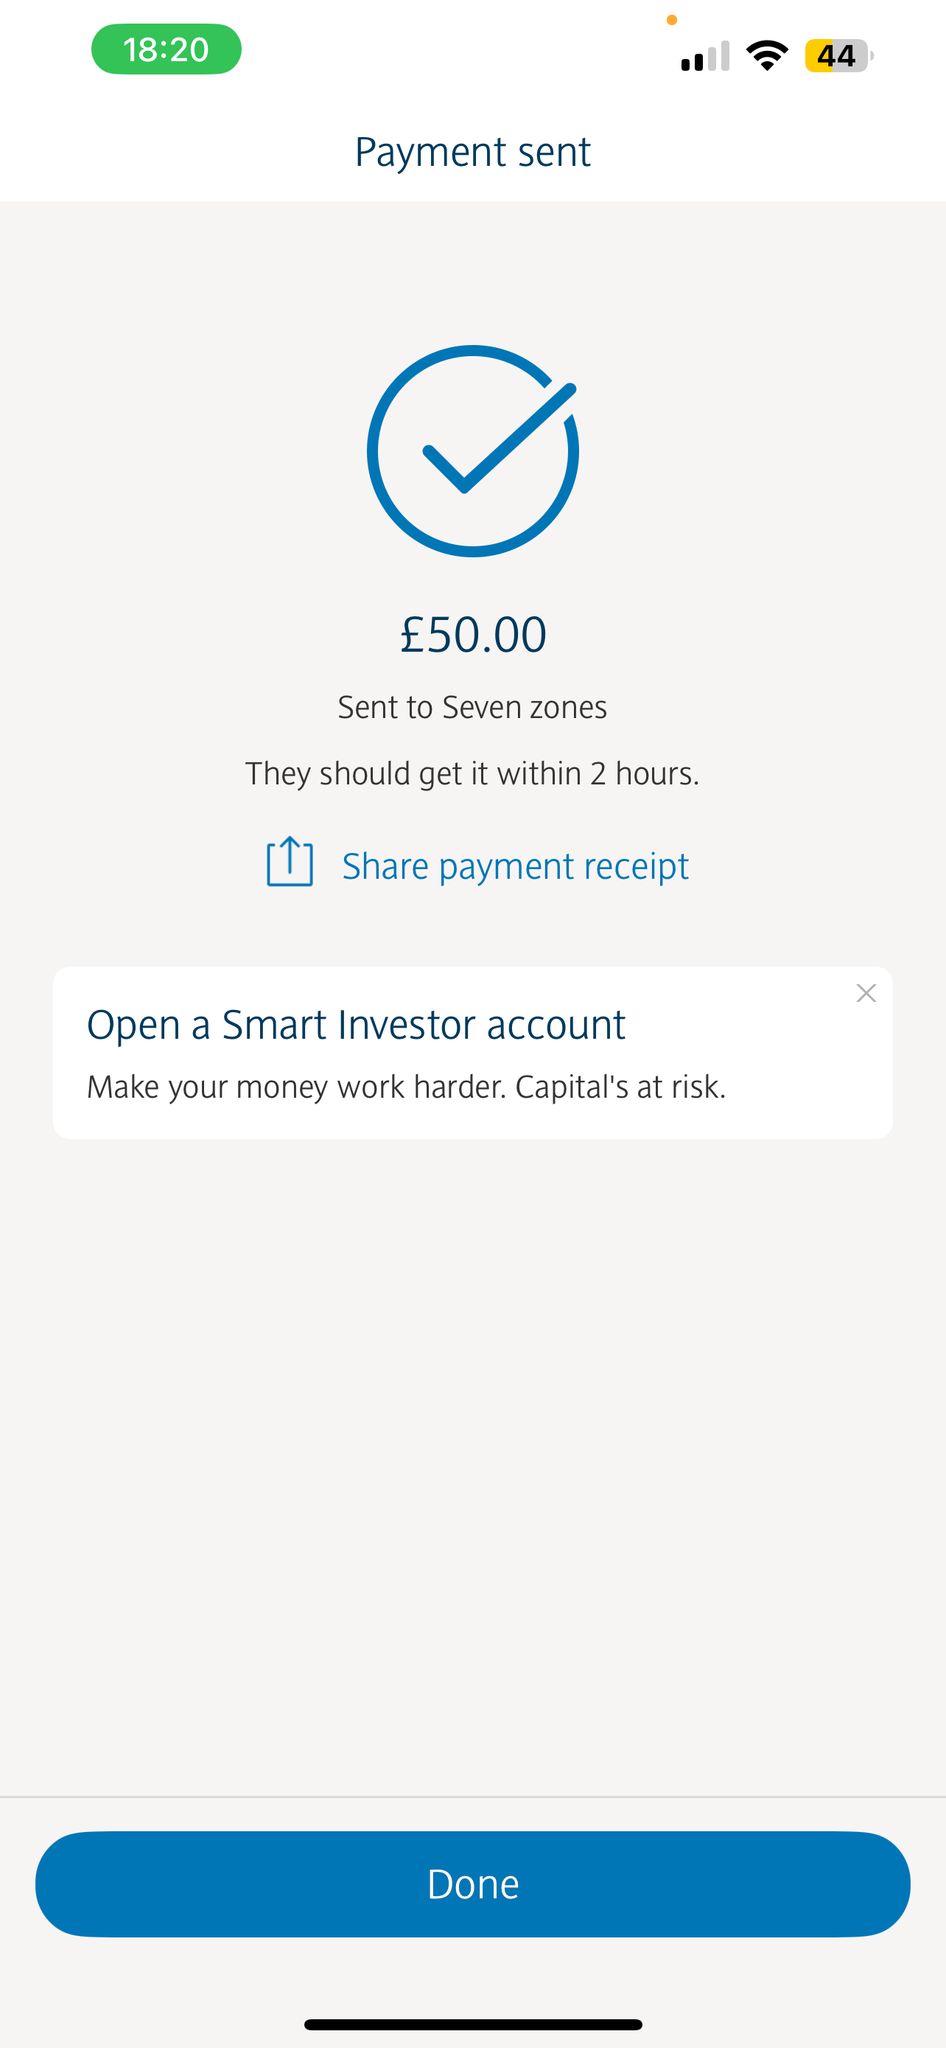 18:20
44
Payment sent
£50.00
Sent to Seven zones
They should get it within 2 hours.
Share payment receipt
Open a Smart Investor account
Make your money work harder. Capital's at risk.
Done